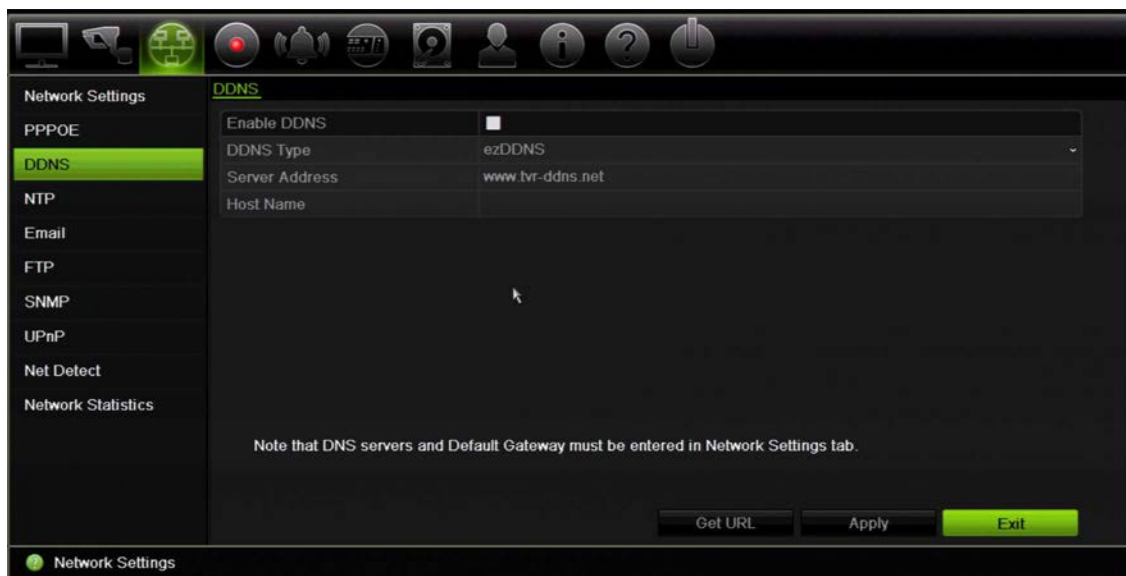 Network Settings
PPPOE
DDNS
NTP
Email
FTP
SNMP
UPnP
Net Detect
Network Statistics
DDNS
Enable DDNS
DDNS Type ezDDNS
Server Address www.tvr-ddns.net
Host Name
Note that DNS servers and Default Gateway must be entered in Network Settings tab.
Get URL Apply Exit
Network Settings